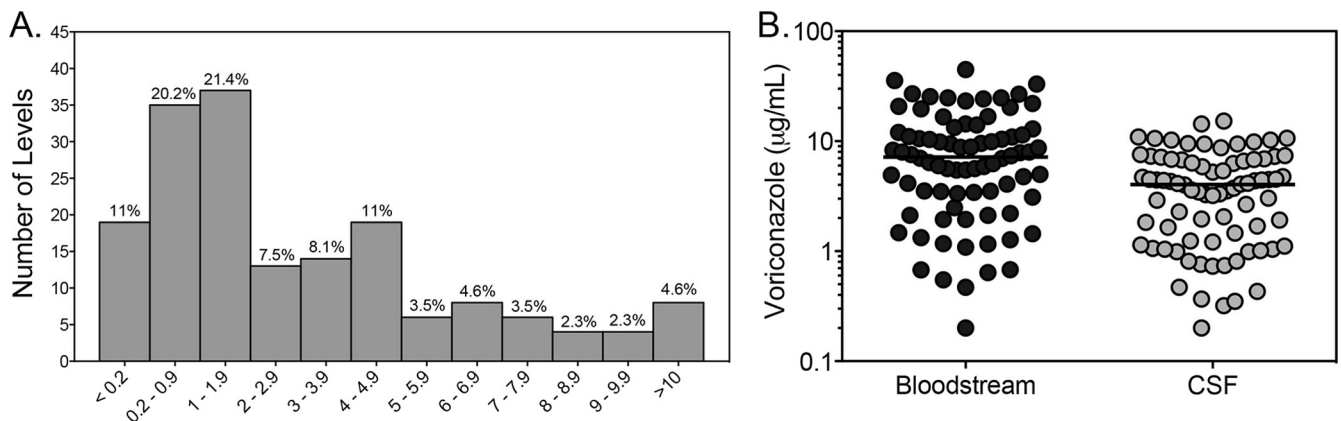 A.
Number of Levels
45
40
35
30
25
20
15
10
5
0
11%
20.2%
21.4%
7.5%
8.1%
11%
3.5%
4.6%
3.5%
2.3%
2.3%
4.6%
< 0.2
0.2 - 0.9
1 - 1.9
2 - 2.9
3 - 3.9
4 - 4.9
5 - 5.9
6 - 6.9
7 - 7.9
8 - 8.9
9 - 9.9
>10
B.
Voriconazole (μg/mL)
100
10
1
0.1
Bloodstream
CSF